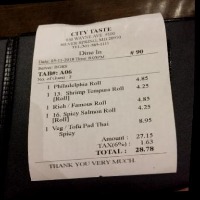 CITY TASTE
Dine In
# 90
TAB#: A06
1 Philadelphia Roll 4.85
1 13. Shrimp Tempura Roll 4.25
[Roll]
1 Rich / Famous Roll 4.85
1 16. Spicy Salmon Roll 4.25
[Roll]
1 Veg / Tofu Pad Thai 8.95
Spicy
Amount : 27.15
TAX(6%) : 1.63
TOTAL : 28.78
THANK YOU VERY MUCH